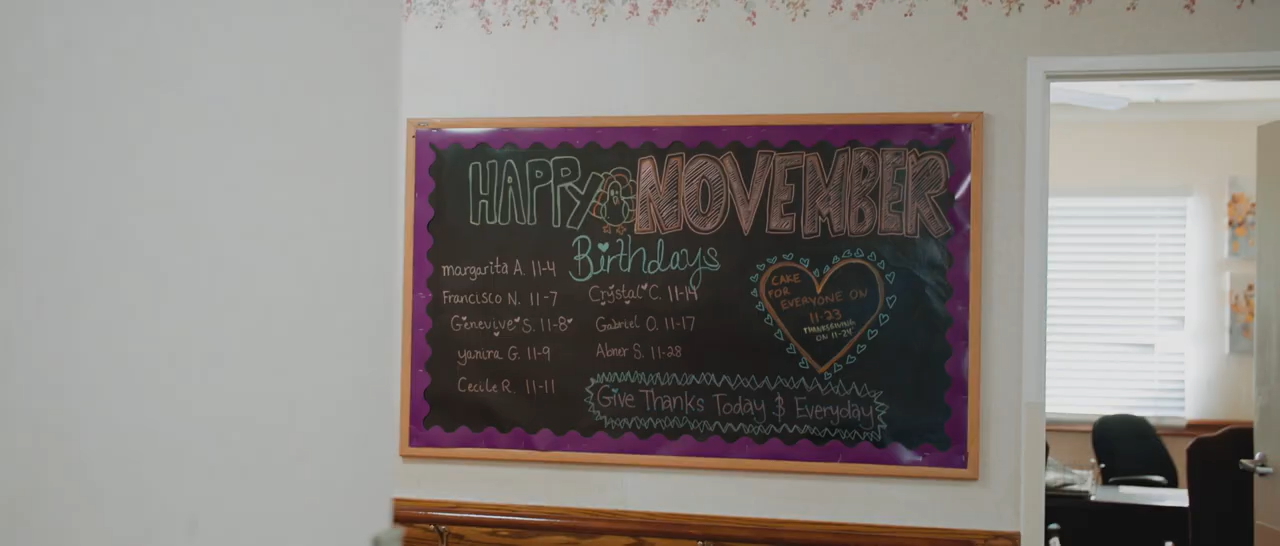 HAPPY NOVEMBER
Birthdays
margarita A. 11-4
Francisco N. 11-7
Genevive S. 11-8
yanira G. 11-9
Cecile R. 11-11
Crystal C. 11-14
Gabriel O. 11-17
Abner S. 11-28
CAKE
FOR
EVERYONE ON
11-23
THANKSGIVING
ON 11-24
Give Thanks Today & Everyday